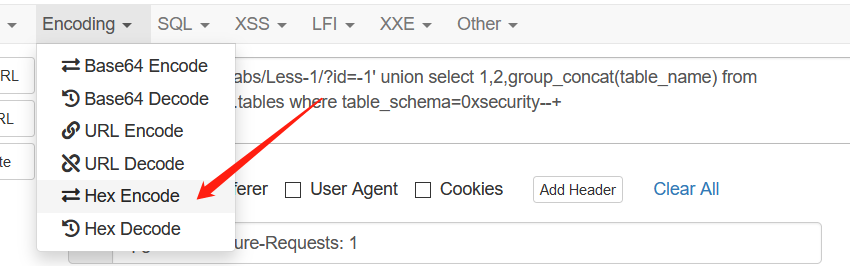 Encoding SQL XSS LFI XXE Other
Base64 Encode
RL
abs/Less-1/?id=-1' union select 1,2,group_concat(table_name) from
Base64 Decode
.tables where table_schema=0xsecurity--+
RL
URL Encode
te
URL Decode
Hex Encode
ferer User Agent Cookies Add Header Clear All
Hex Decode
ure-Requests: 1